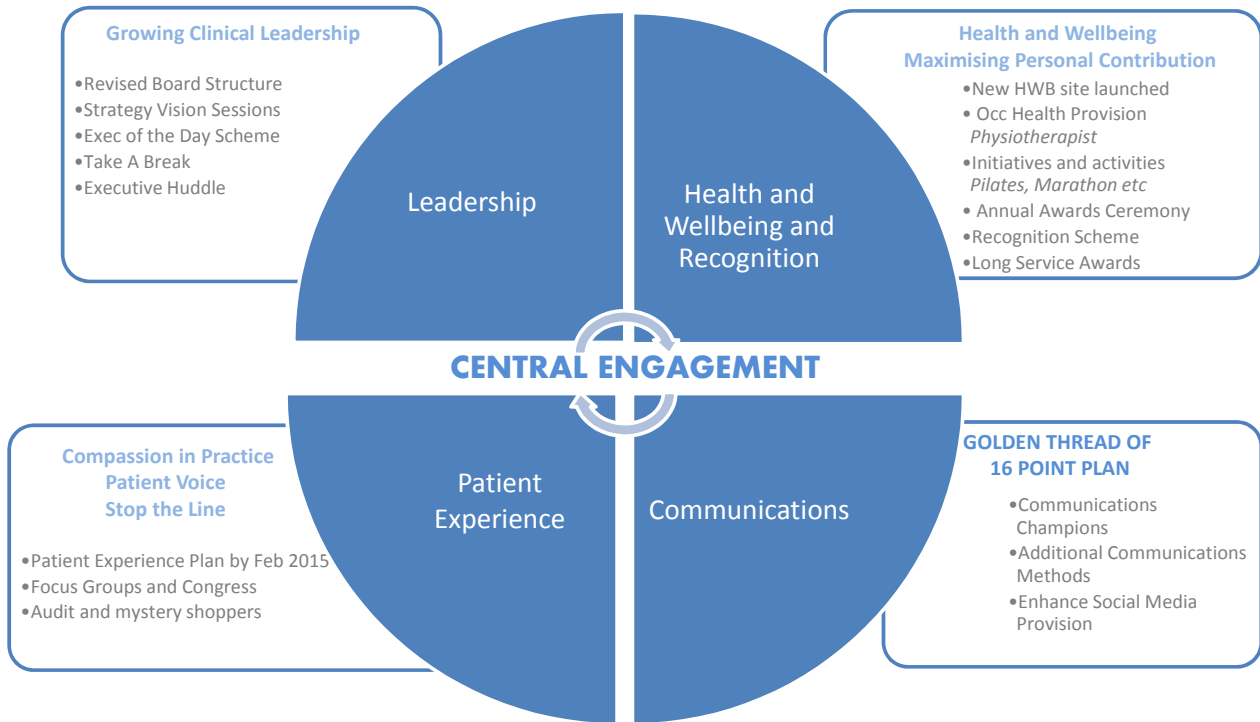 Growing Clinical Leadership
•Revised Board Structure
•Strategy Vision Sessions
•Exec of the Day Scheme
•Take A Break
•Executive Huddle
Leadership
Health and
Wellbeing and
Recognition
Health and Wellbeing
Maximising Personal Contribution
•New HWB site launched
• Occ Health Provision
Physiotherapist
•Initiatives and activities
Pilates, Marathon etc
• Annual Awards Ceremony
•Recognition Scheme
•Long Service Awards
CENTRAL ENGAGEMENT
Compassion in Practice
Patient Voice
Stop the Line
•Patient Experience Plan by Feb 2015
•Focus Groups and Congress
•Audit and mystery shoppers
Patient
Experience
Communications
GOLDEN THREAD OF
16 POINT PLAN
•Communications
Champions
•Additional Communications
Methods
•Enhance Social Media
Provision